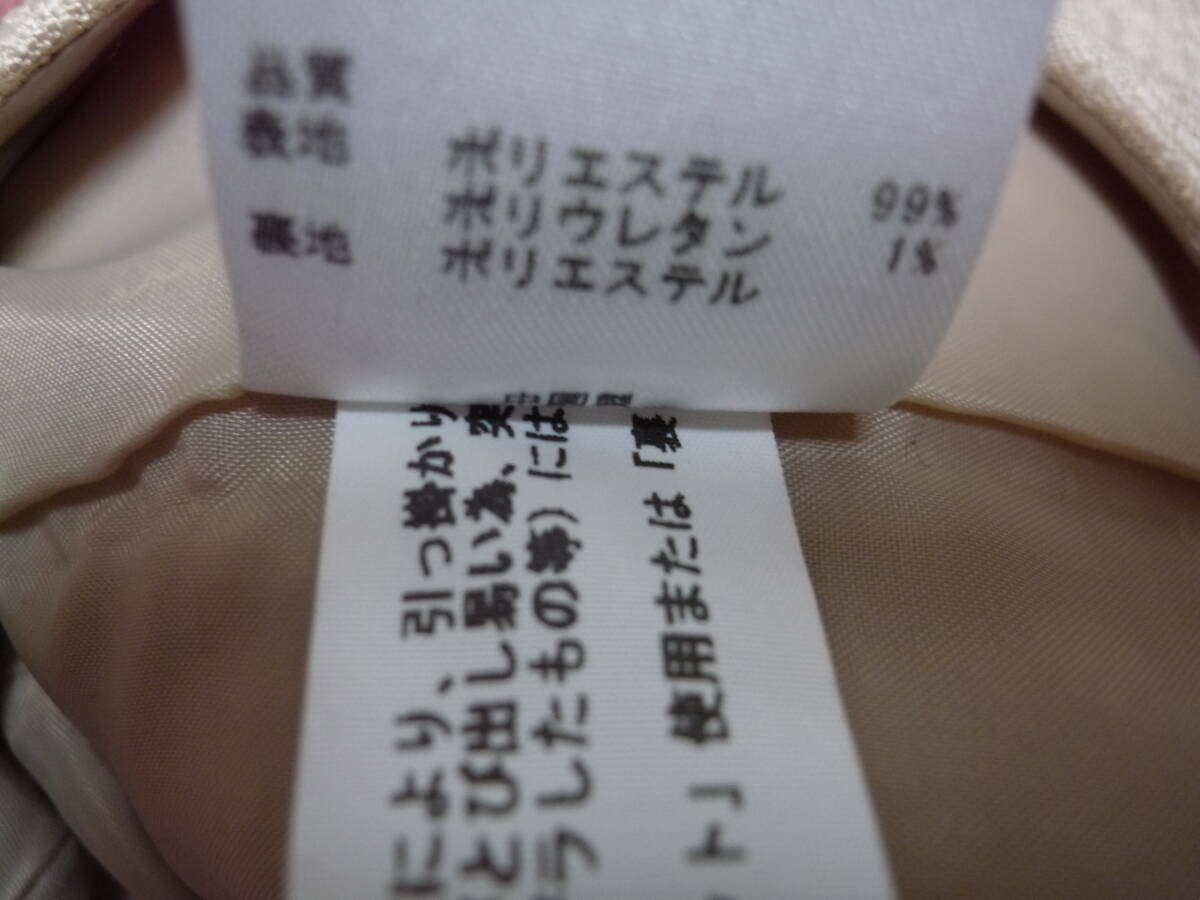 品質
表地 ポリエステル 99%
ポリウレタン 1%
裏地 ポリエステル
により、引っ掛かり
とび出し易い為、突
ラしたもの等）には
ット」使用または「裏